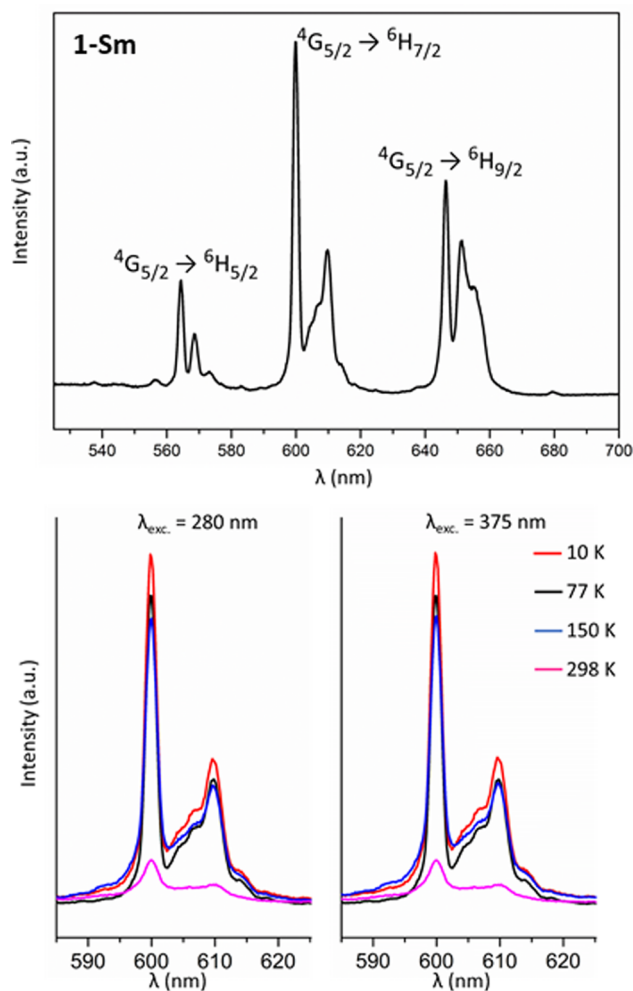 1-Sm
⁴G₅/₂ → ⁶H₇/₂
⁴G₅/₂ → ⁶H₉/₂
⁴G₅/₂ → ⁶H₅/₂
Intensity (a.u.)
540 560 580 600 620 640 660 680 700
λ (nm)
λexc. = 280 nm
λexc. = 375 nm
10 K
77 K
150 K
298 K
Intensity (a.u.)
590 600 610 620
590 600 610 620
λ (nm)
λ (nm)